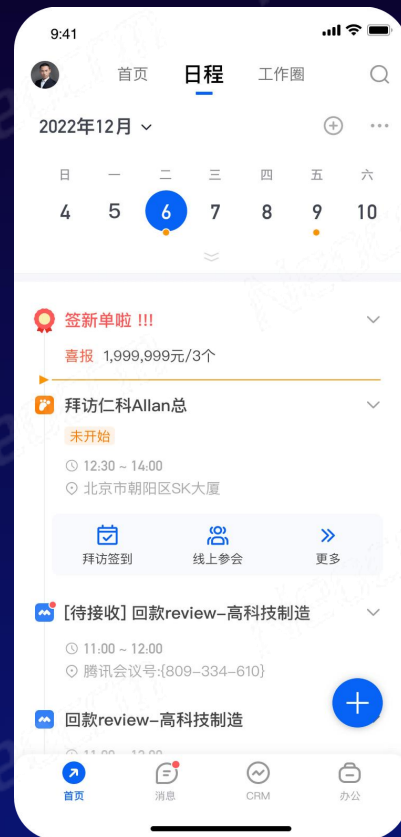 9:41
首页 日程 工作圈
2022年12月
日 一 二 三 四 五 六
4 5 6 7 8 9 10
签新单啦 !!!
喜报 1,999,999元/3个
拜访仁科Allan总
未开始
12:30 ~ 14:00
北京市朝阳区SK大厦
拜访签到 线上参会 更多
[待接收] 回款review–高科技制造
11:00 ~ 12:00
腾讯会议号:{809–334–610}
回款review–高科技制造
11:00 ~ 12:00
首页 消息 CRM 办公